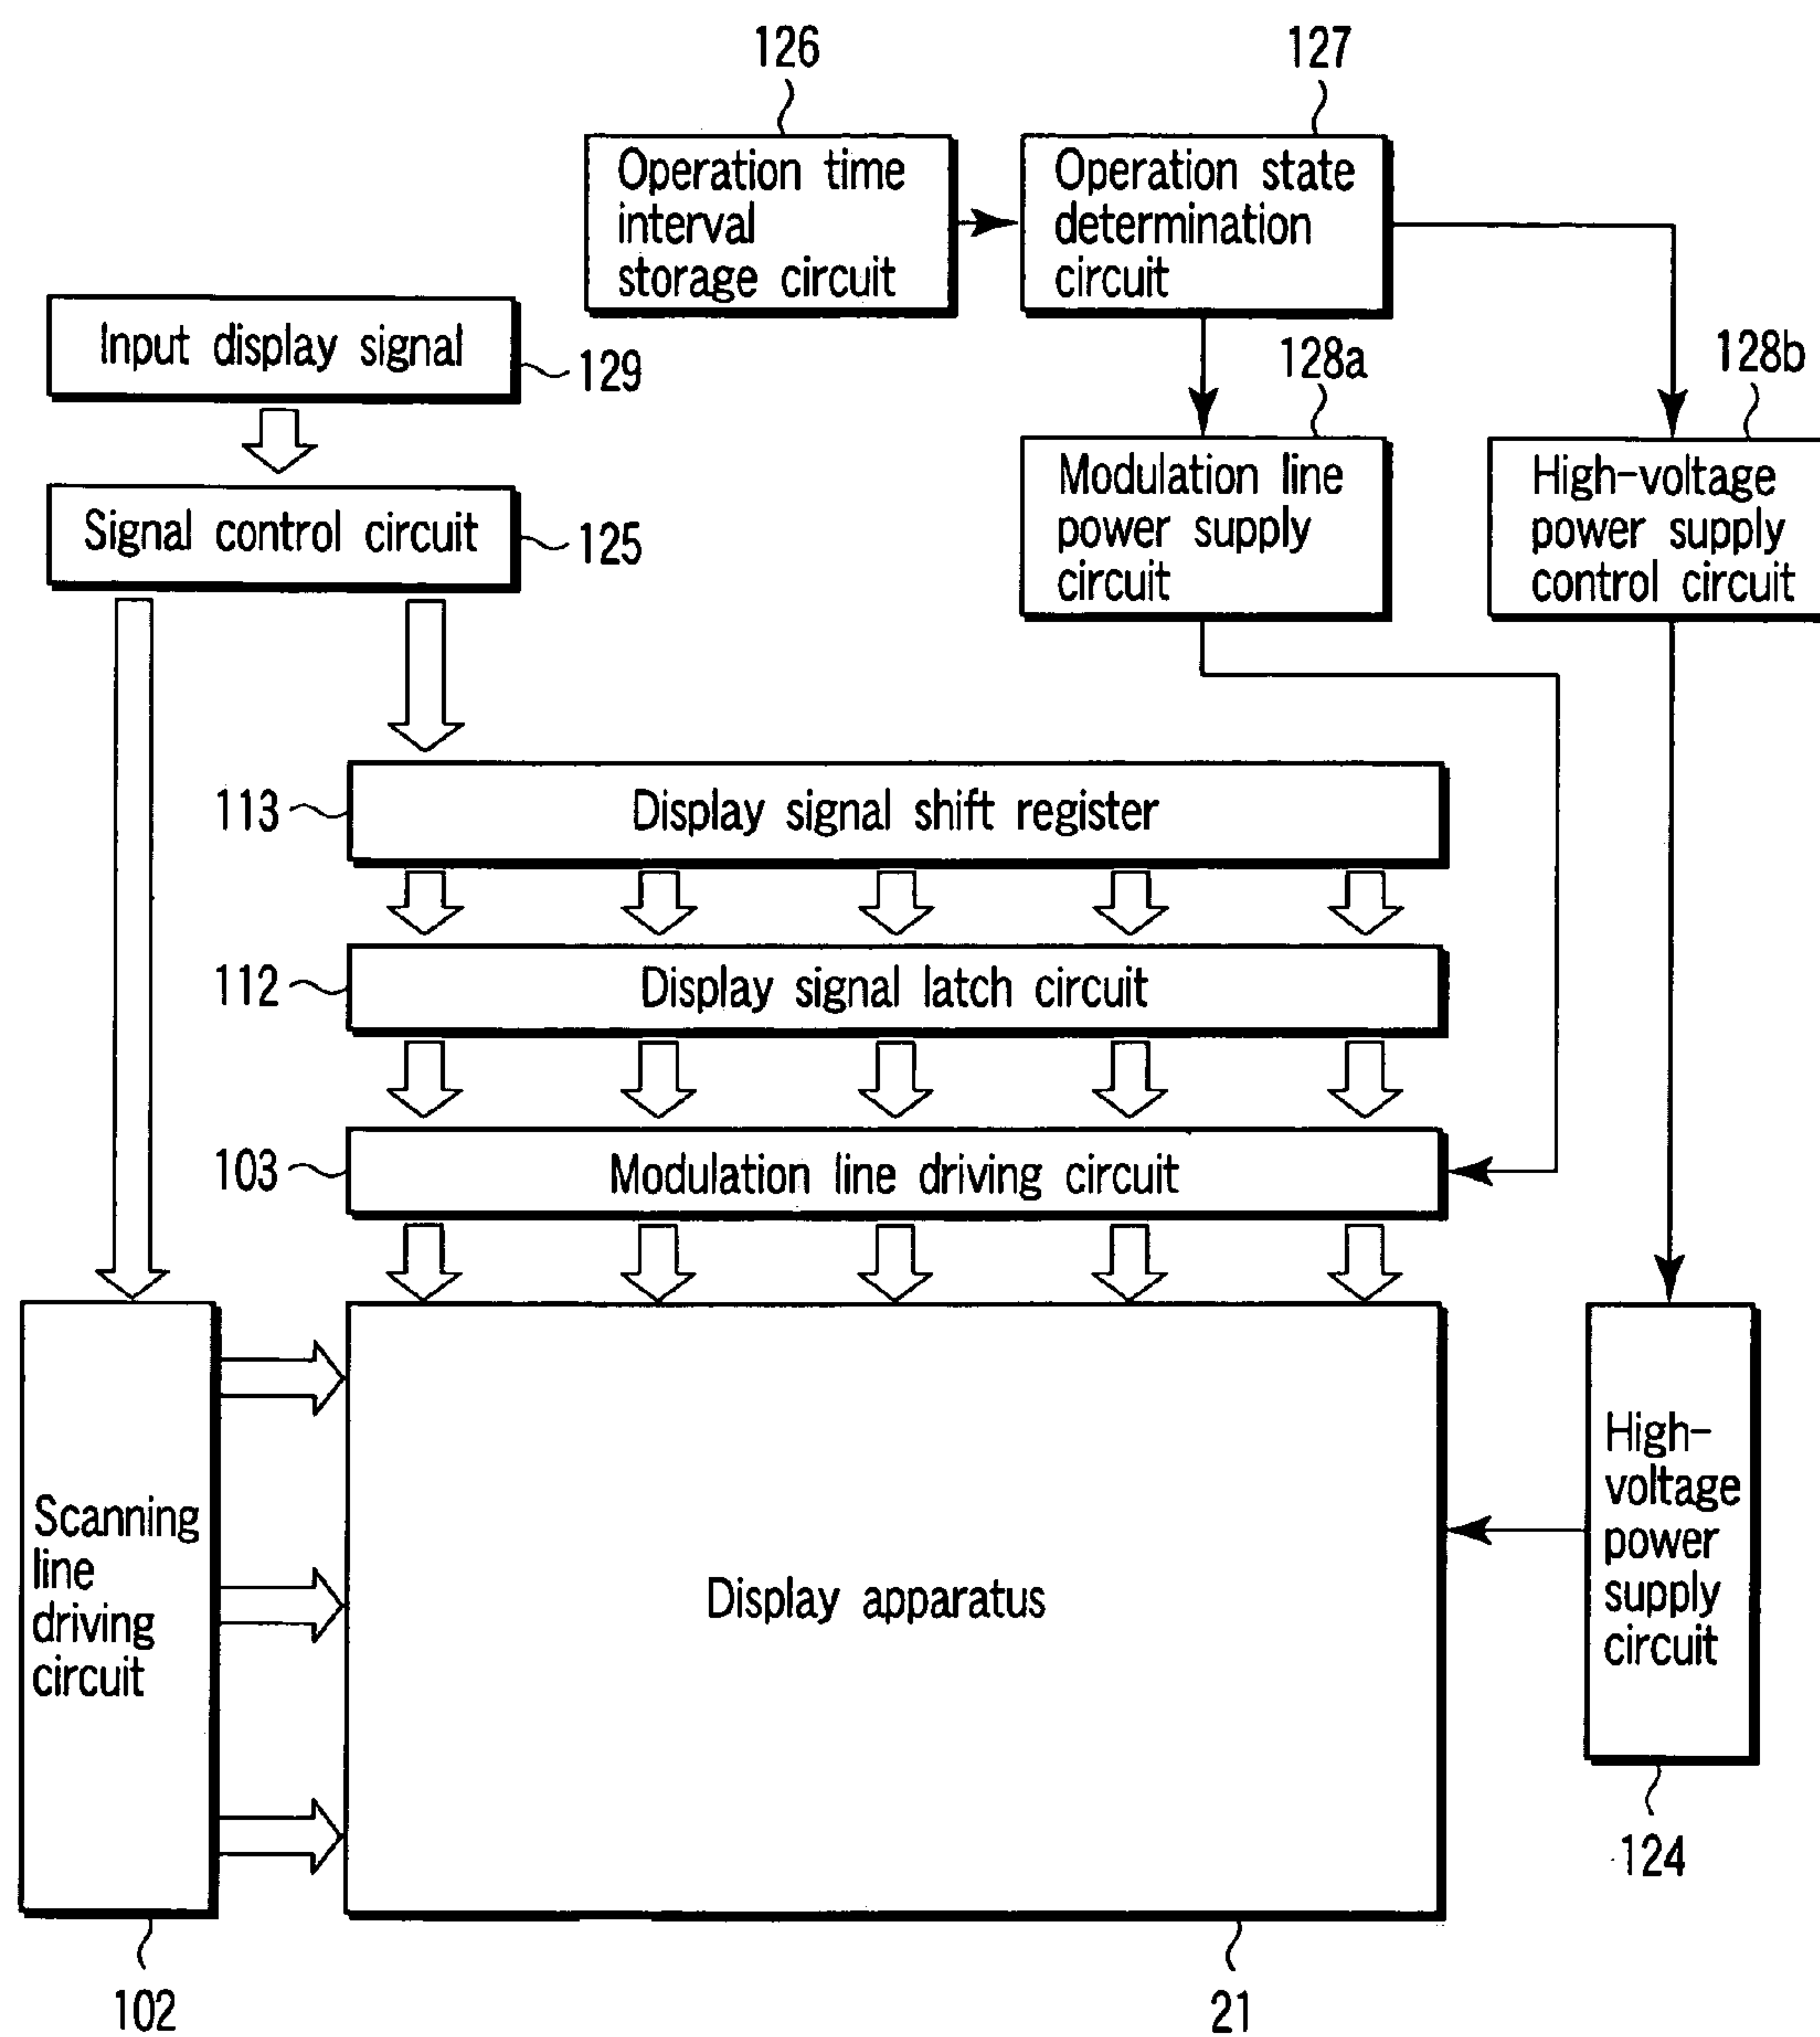 126
127
Operation time
interval
storage circuit
Operation state
determination
circuit
Input display signal
129
128a
128b
Signal control circuit
125
Modulation line
power supply
circuit
High-voltage
power supply
control circuit
113
Display signal shift register
112
Display signal latch circuit
103
Modulation line driving circuit
Scanning
line
driving
circuit
Display apparatus
High-
voltage
power
supply
circuit
124
102
21